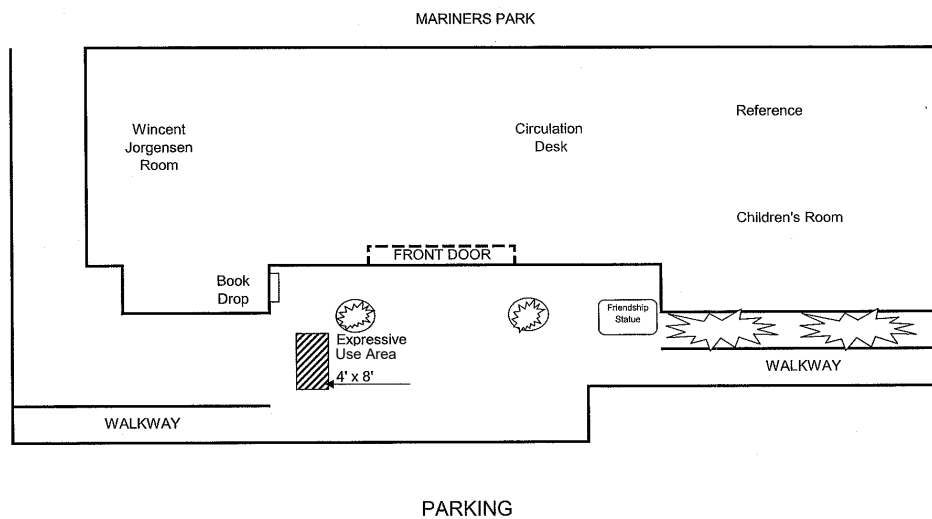 MARINERS PARK
Wincent
Jorgensen
Room
Circulation
Desk
Reference
Children's Room
FRONT DOOR
Book
Drop
Friendship
Statue
Expressive
Use Area
4' x 8'
WALKWAY
WALKWAY
PARKING